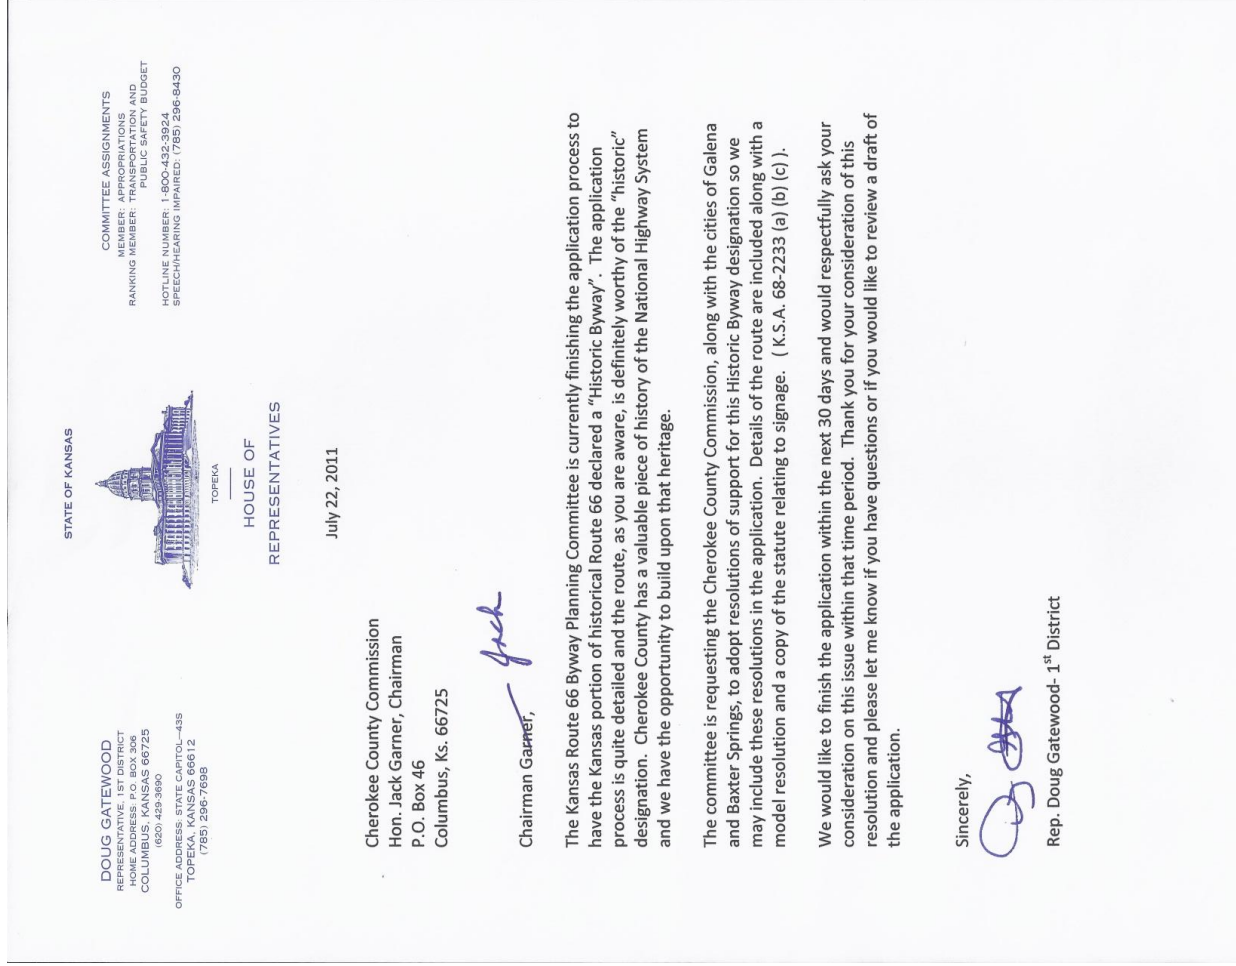 STATE OF KANSAS
DOUG GATEWOOD
REPRESENTATIVE, 1ST DISTRICT
HOME ADDRESS: P.O. BOX 306
COLUMBUS, KANSAS 66725
(620) 429-3690
OFFICE ADDRESS: STATE CAPITOL—43S
TOPEKA, KANSAS 66612
(785) 296-7698
COMMITTEE ASSIGNMENTS
MEMBER: APPROPRIATIONS
RANKING MEMBER: TRANSPORTATION AND
PUBLIC SAFETY BUDGET
HOTLINE NUMBER: 1-800-432-3924
SPEECH/HEARING IMPAIRED: (785) 296-8430
TOPEKA
HOUSE OF
REPRESENTATIVES
July 22, 2011
Cherokee County Commission
Hon. Jack Garner, Chairman
P.O. Box 46
Columbus, Ks. 66725
Chairman Garner, Jack
The Kansas Route 66 Byway Planning Committee is currently finishing the application process to
have the Kansas portion of historical Route 66 declared a “Historic Byway”. The application
process is quite detailed and the route, as you are aware, is definitely worthy of the “historic”
designation. Cherokee County has a valuable piece of history of the National Highway System
and we have the opportunity to build upon that heritage.
The committee is requesting the Cherokee County Commission, along with the cities of Galena
and Baxter Springs, to adopt resolutions of support for this Historic Byway designation so we
may include these resolutions in the application. Details of the route are included along with a
model resolution and a copy of the statute relating to signage. ( K.S.A. 68-2233 (a) (b) (c) ).
We would like to finish the application within the next 30 days and would respectfully ask your
consideration on this issue within that time period. Thank you for your consideration of this
resolution and please let me know if you have questions or if you would like to review a draft of
the application.
Sincerely,
Rep. Doug Gatewood- 1st District